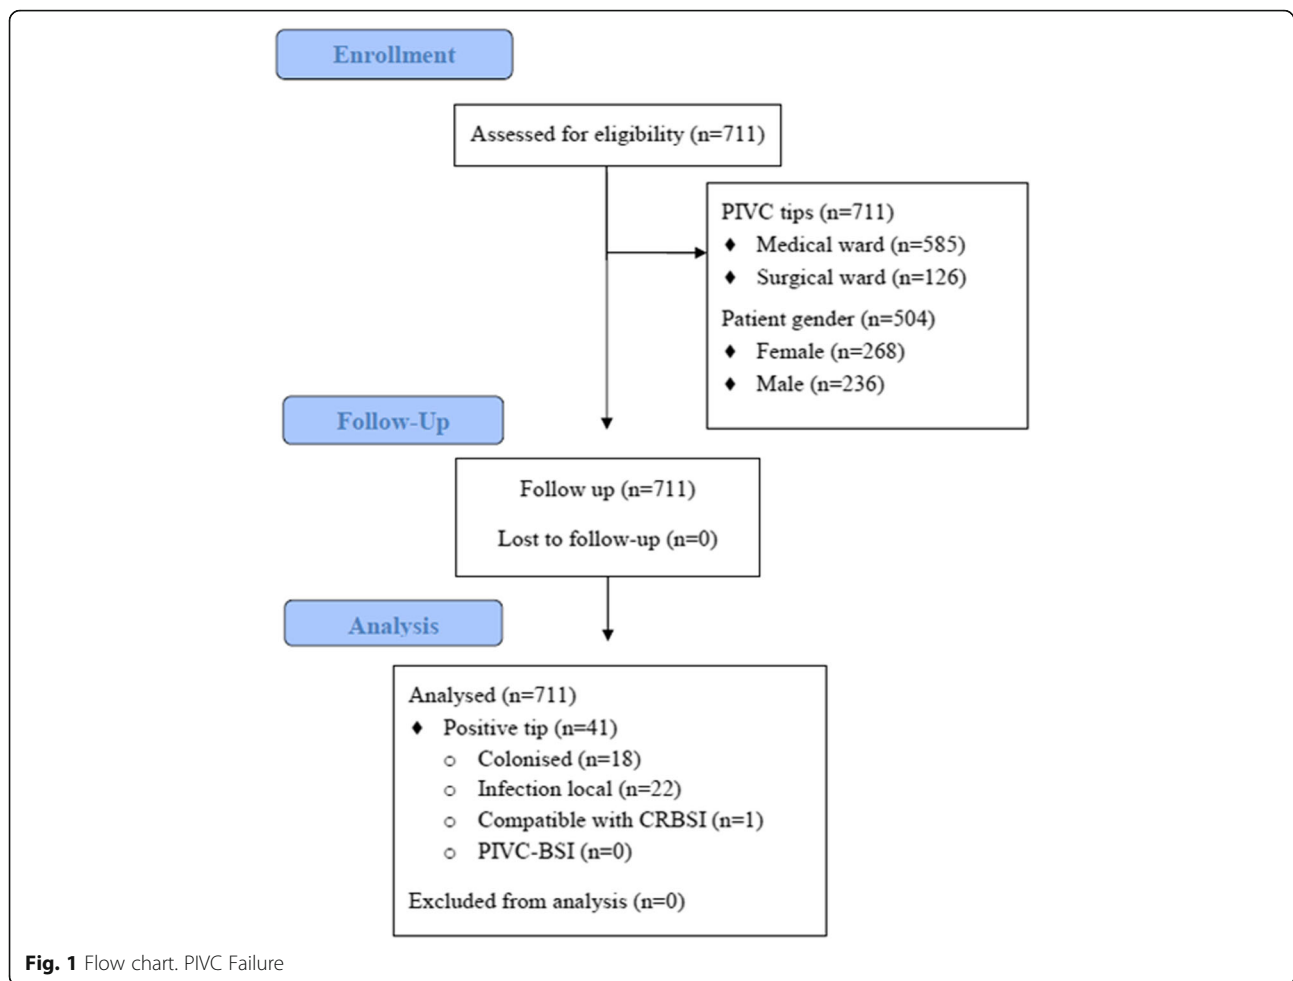 Enrollment
Assessed for eligibility (n=711)
PIVC tips (n=711)
♦ Medical ward (n=585)
♦ Surgical ward (n=126)
Patient gender (n=504)
♦ Female (n=268)
♦ Male (n=236)
Follow-Up
Follow up (n=711)
Lost to follow-up (n=0)
Analysis
Analysed (n=711)
♦ Positive tip (n=41)
○ Colonised (n=18)
○ Infection local (n=22)
○ Compatible with CRBSI (n=1)
○ PIVC-BSI (n=0)
Excluded from analysis (n=0)
Fig. 1 Flow chart. PIVC Failure